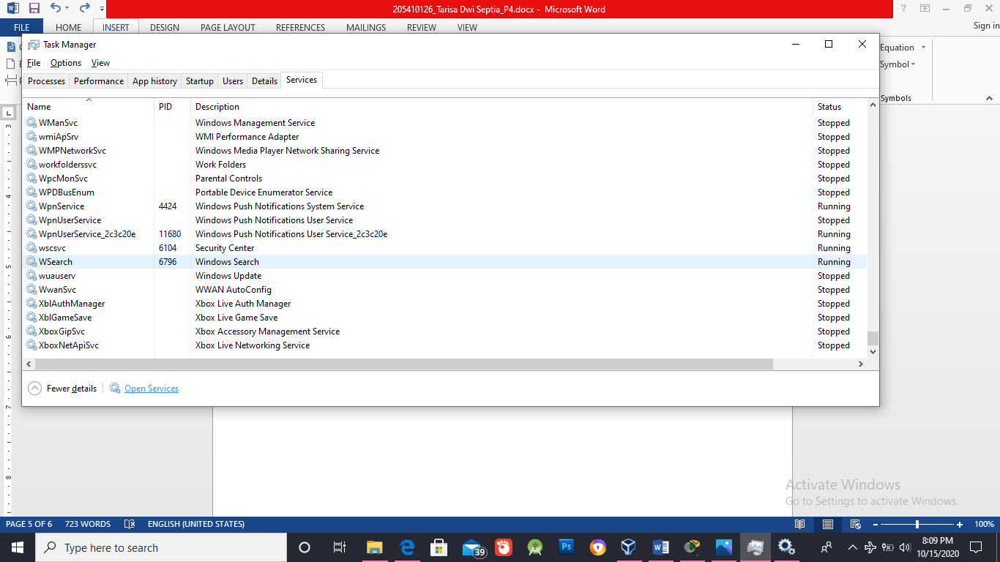 205410126_Tarisa Dwi Septia_P4.docx - Microsoft Word
FILE HOME INSERT DESIGN PAGE LAYOUT REFERENCES MAILINGS REVIEW VIEW Sign in
Task Manager
File Options View
Equation
Symbol
Symbols
Processes Performance App history Startup Users Details Services
Name PID Description Status
WManSvc Windows Management Service Stopped
wmiApSrv WMI Performance Adapter Stopped
WMPNetworkSvc Windows Media Player Network Sharing Service Stopped
workfolderssvc Work Folders Stopped
WpcMonSvc Parental Controls Stopped
WPDBusEnum Portable Device Enumerator Service Stopped
WpnService 4424 Windows Push Notifications System Service Running
WpnUserService Windows Push Notifications User Service Stopped
WpnUserService_2c3c20e 11680 Windows Push Notifications User Service_2c3c20e Running
wscsvc 6104 Security Center Running
WSearch 6796 Windows Search Running
wuauserv Windows Update Stopped
WwanSvc WWAN AutoConfig Stopped
XblAuthManager Xbox Live Auth Manager Stopped
XblGameSave Xbox Live Game Save Stopped
XboxGipSvc Xbox Accessory Management Service Stopped
XboxNetApiSvc Xbox Live Networking Service Stopped
Fewer details Open Services
3
4
5
6
7
8
Activate Windows
Go to Settings to activate Windows.
PAGE 5 OF 6 723 WORDS ENGLISH (UNITED STATES) 100%
Type here to search
39
Ps
8:09 PM
10/15/2020